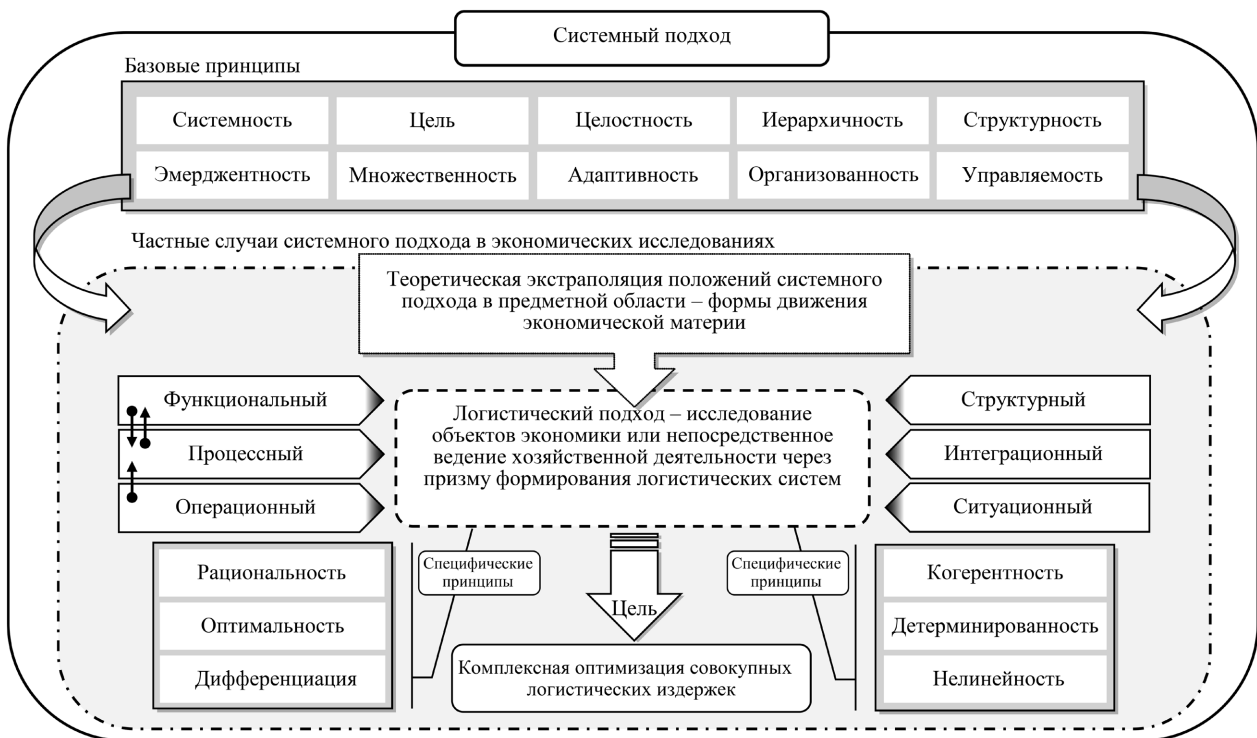 Системный подход
Базовые принципы
Системность
Цель
Целостность
Иерархичность
Структурность
Эмерджентность
Множественность
Адаптивность
Организованность
Управляемость
Частные случаи системного подхода в экономических исследованиях
Теоретическая экстраполяция положений системного
подхода в предметной области – формы движения
экономической материи
Функциональный
Процессный
Операционный
Логистический подход – исследование
объектов экономики или непосредственное
ведение хозяйственной деятельности через
призму формирования логистических систем
Структурный
Интеграционный
Ситуационный
Рациональность
Оптимальность
Дифференциация
Специфические
принципы
Цель
Специфические
принципы
Когерентность
Детерминированность
Нелинейность
Комплексная оптимизация совокупных
логистических издержек